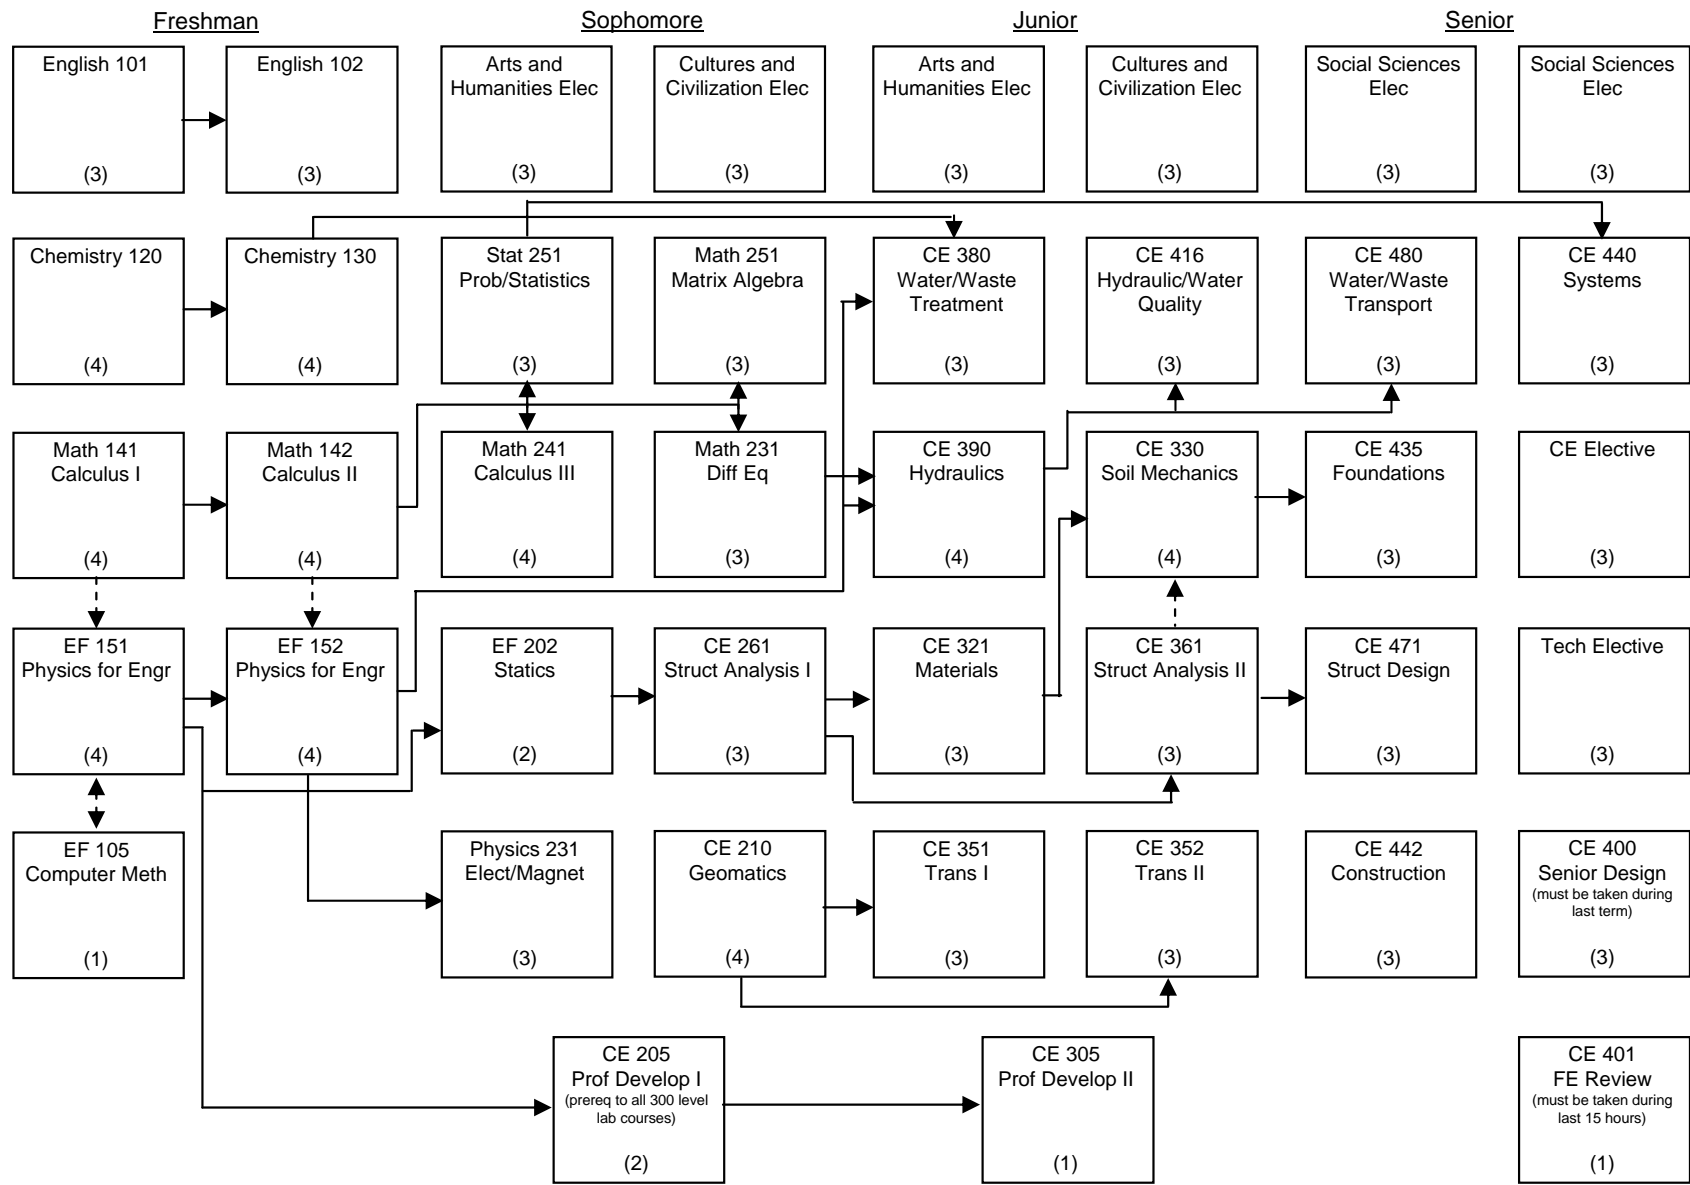 Freshman
Sophomore
Junior
Senior
English 101
(3)
English 102
(3)
Arts and
Humanities Elec
(3)
Cultures and
Civilization Elec
(3)
Arts and
Humanities Elec
(3)
Cultures and
Civilization Elec
(3)
Social Sciences
Elec
(3)
Social Sciences
Elec
(3)
Chemistry 120
(4)
Chemistry 130
(4)
Stat 251
Prob/Statistics
(3)
Math 251
Matrix Algebra
(3)
CE 380
Water/Waste
Treatment
(3)
CE 416
Hydraulic/Water
Quality
(3)
CE 480
Water/Waste
Transport
(3)
CE 440
Systems
(3)
Math 141
Calculus I
(4)
Math 142
Calculus II
(4)
Math 241
Calculus III
(4)
Math 231
Diff Eq
(3)
CE 390
Hydraulics
(4)
CE 330
Soil Mechanics
(4)
CE 435
Foundations
(3)
CE Elective
(3)
EF 151
Physics for Engr
(4)
EF 152
Physics for Engr
(4)
EF 202
Statics
(2)
CE 261
Struct Analysis I
(3)
CE 321
Materials
(3)
CE 361
Struct Analysis II
(3)
CE 471
Struct Design
(3)
Tech Elective
(3)
EF 105
Computer Meth
(1)
Physics 231
Elect/Magnet
(3)
CE 210
Geomatics
(4)
CE 351
Trans I
(3)
CE 352
Trans II
(3)
CE 442
Construction
(3)
CE 400
Senior Design
(must be taken during
last term)
(3)
CE 205
Prof Develop I
(prereq to all 300 level
lab courses)
(2)
CE 305
Prof Develop II
(1)
CE 401
FE Review
(must be taken during
last 15 hours)
(1)